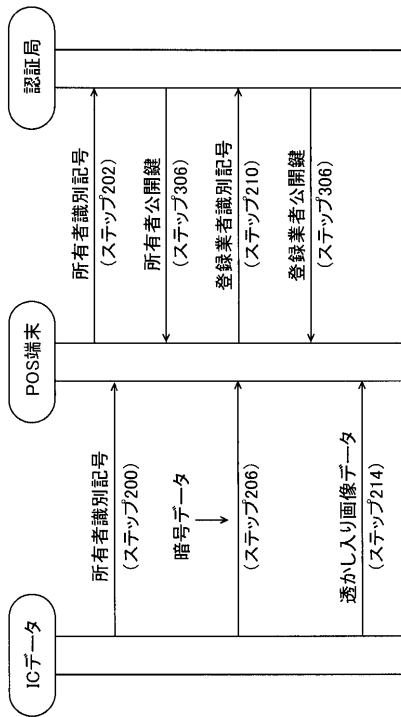 ICデータ
POS端末
認証局
所有者識別記号
(ステップ200)
所有者識別記号
(ステップ202)
所有者公開鍵
(ステップ306)
暗号データ
(ステップ206)
登録業者識別記号
(ステップ210)
登録業者公開鍵
(ステップ306)
透かし入り画像データ
(ステップ214)